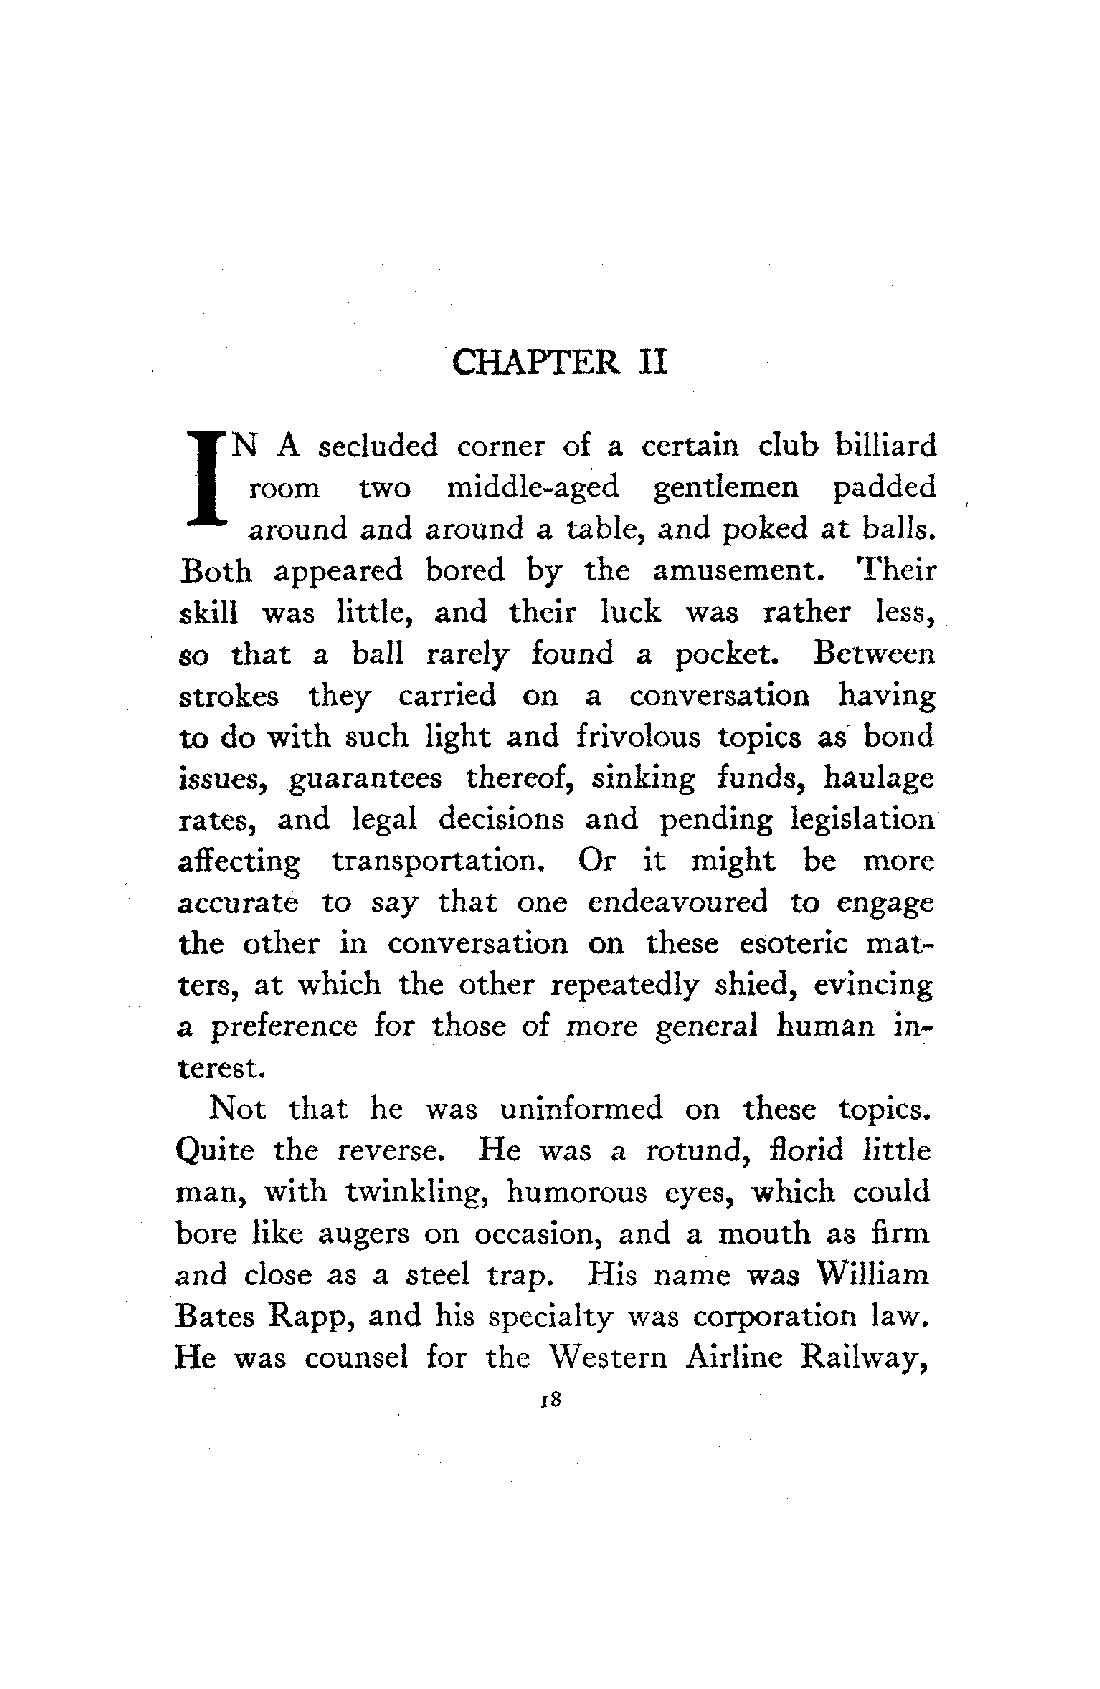 CHAPTER II
IN A secluded corner of a certain club billiard
room two middle-aged gentlemen padded
around and around a table, and poked at balls.
Both appeared bored by the amusement. Their
skill was little, and their luck was rather less,
so that a ball rarely found a pocket. Between
strokes they carried on a conversation having
to do with such light and frivolous topics as bond
issues, guarantees thereof, sinking funds, haulage
rates, and legal decisions and pending legislation
affecting transportation. Or it might be more
accurate to say that one endeavoured to engage
the other in conversation on these esoteric mat-
ters, at which the other repeatedly shied, evincing
a preference for those of more general human in-
terest.
Not that he was uninformed on these topics.
Quite the reverse. He was a rotund, florid little
man, with twinkling, humorous eyes, which could
bore like augers on occasion, and a mouth as firm
and close as a steel trap. His name was William
Bates Rapp, and his specialty was corporation law.
He was counsel for the Western Airline Railway,
18